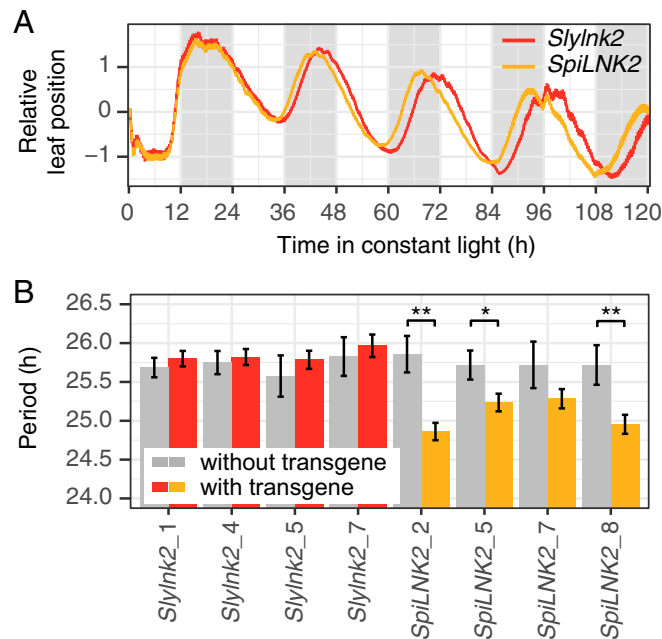 A
Slylnk2
SpiLNK2
Relative
leaf position
1
0
−1
0 12 24 36 48 60 72 84 96 108 120
Time in constant light (h)
B
Period (h)
26.5
26.0
25.5
25.0
24.5
24.0
** * **
without transgene
with transgene
Slylnk2_1
Slylnk2_4
Slylnk2_5
Slylnk2_7
SpiLNK2_2
SpiLNK2_5
SpiLNK2_7
SpiLNK2_8